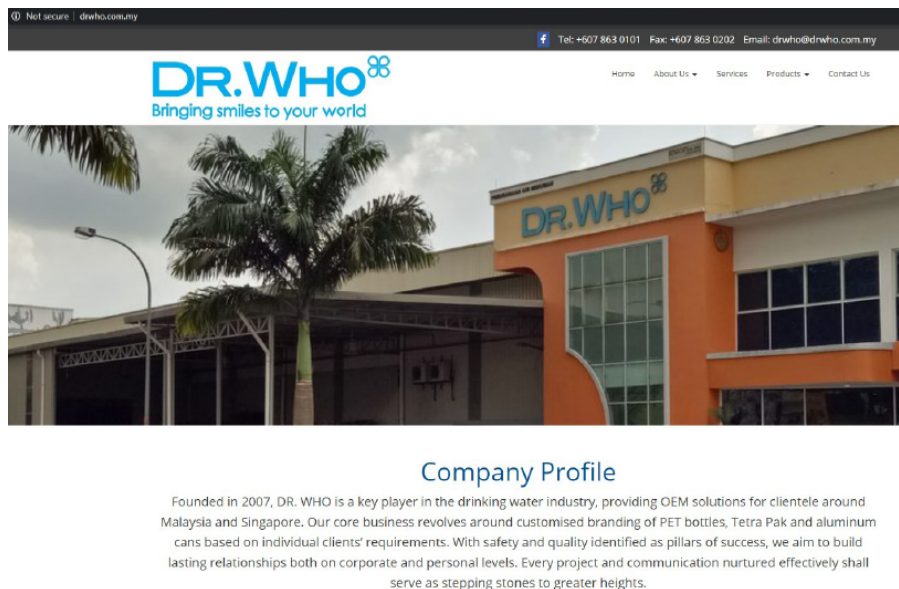 Not secure | drwho.com.my
Tel: +607 863 0101 Fax: +607 863 0202 Email: drwho@drwho.com.my
DR.WHO
Bringing smiles to your world
Home About Us Services Products Contact Us
DR.WHO
Company Profile
Founded in 2007, DR. WHO is a key player in the drinking water industry, providing OEM solutions for clientele around
Malaysia and Singapore. Our core business revolves around customised branding of PET bottles, Tetra Pak and aluminum
cans based on individual clients' requirements. With safety and quality identified as pillars of success, we aim to build
lasting relationships both on corporate and personal levels. Every project and communication nurtured effectively shall
serve as stepping stones to greater heights.